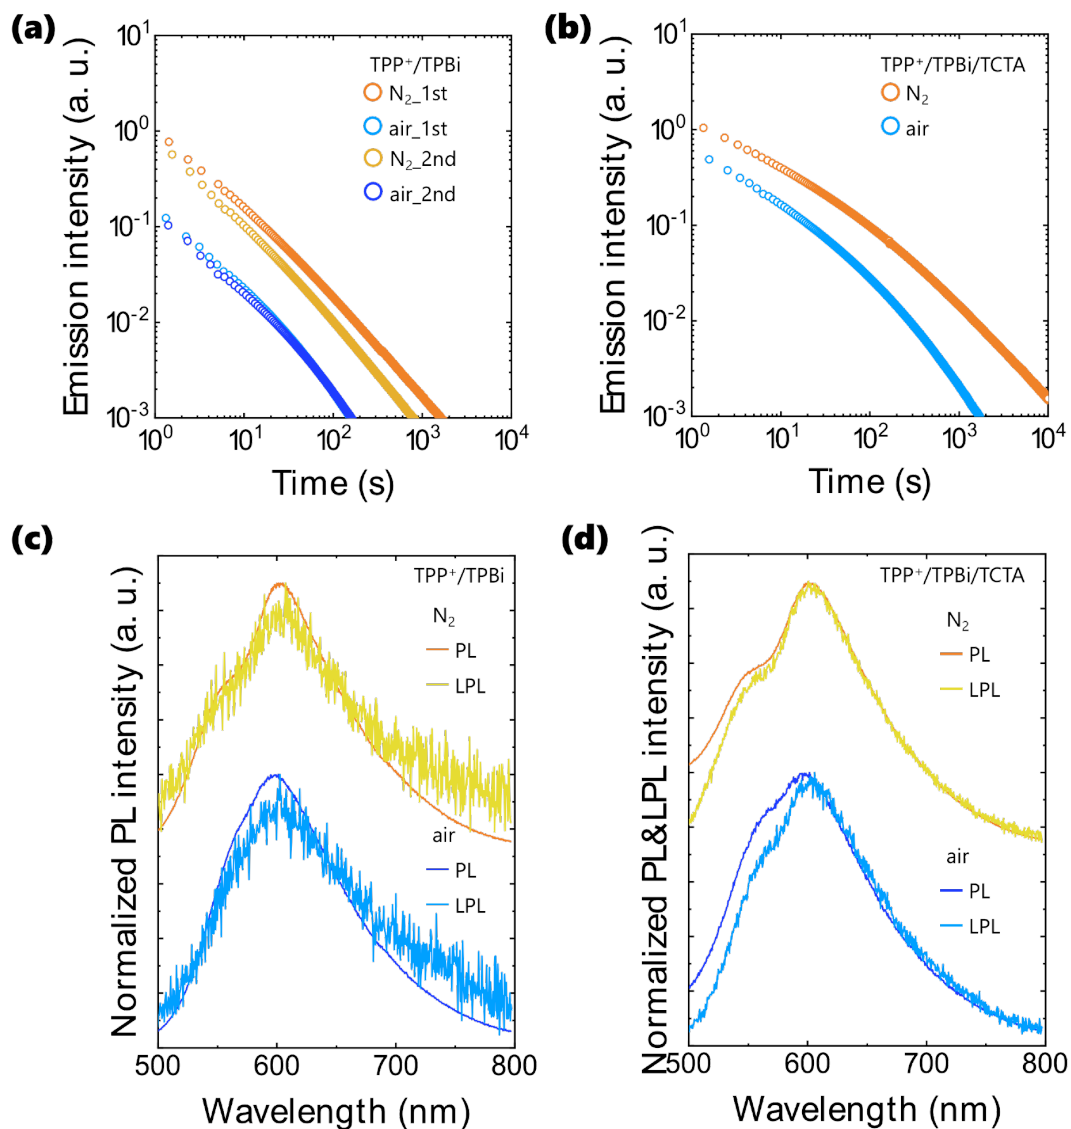 (a)
TPP⁺/TPBi
N₂_1st
air_1st
N₂_2nd
air_2nd
10¹
10⁰
10⁻¹
10⁻²
10⁻³
Emission intensity (a. u.)
10⁰ 10¹ 10² 10³ 10⁴
Time (s)
(b)
TPP⁺/TPBi/TCTA
N₂
air
10¹
10⁰
10⁻¹
10⁻²
10⁻³
Emission intensity (a. u.)
10⁰ 10¹ 10² 10³ 10⁴
Time (s)
(c)
TPP⁺/TPBi
N₂
PL
LPL
air
PL
LPL
Normalized PL intensity (a. u.)
500 600 700 800
Wavelength (nm)
(d)
TPP⁺/TPBi/TCTA
N₂
PL
LPL
air
PL
LPL
Normalized PL&LPL intensity (a. u.)
500 600 700 800
Wavelength (nm)